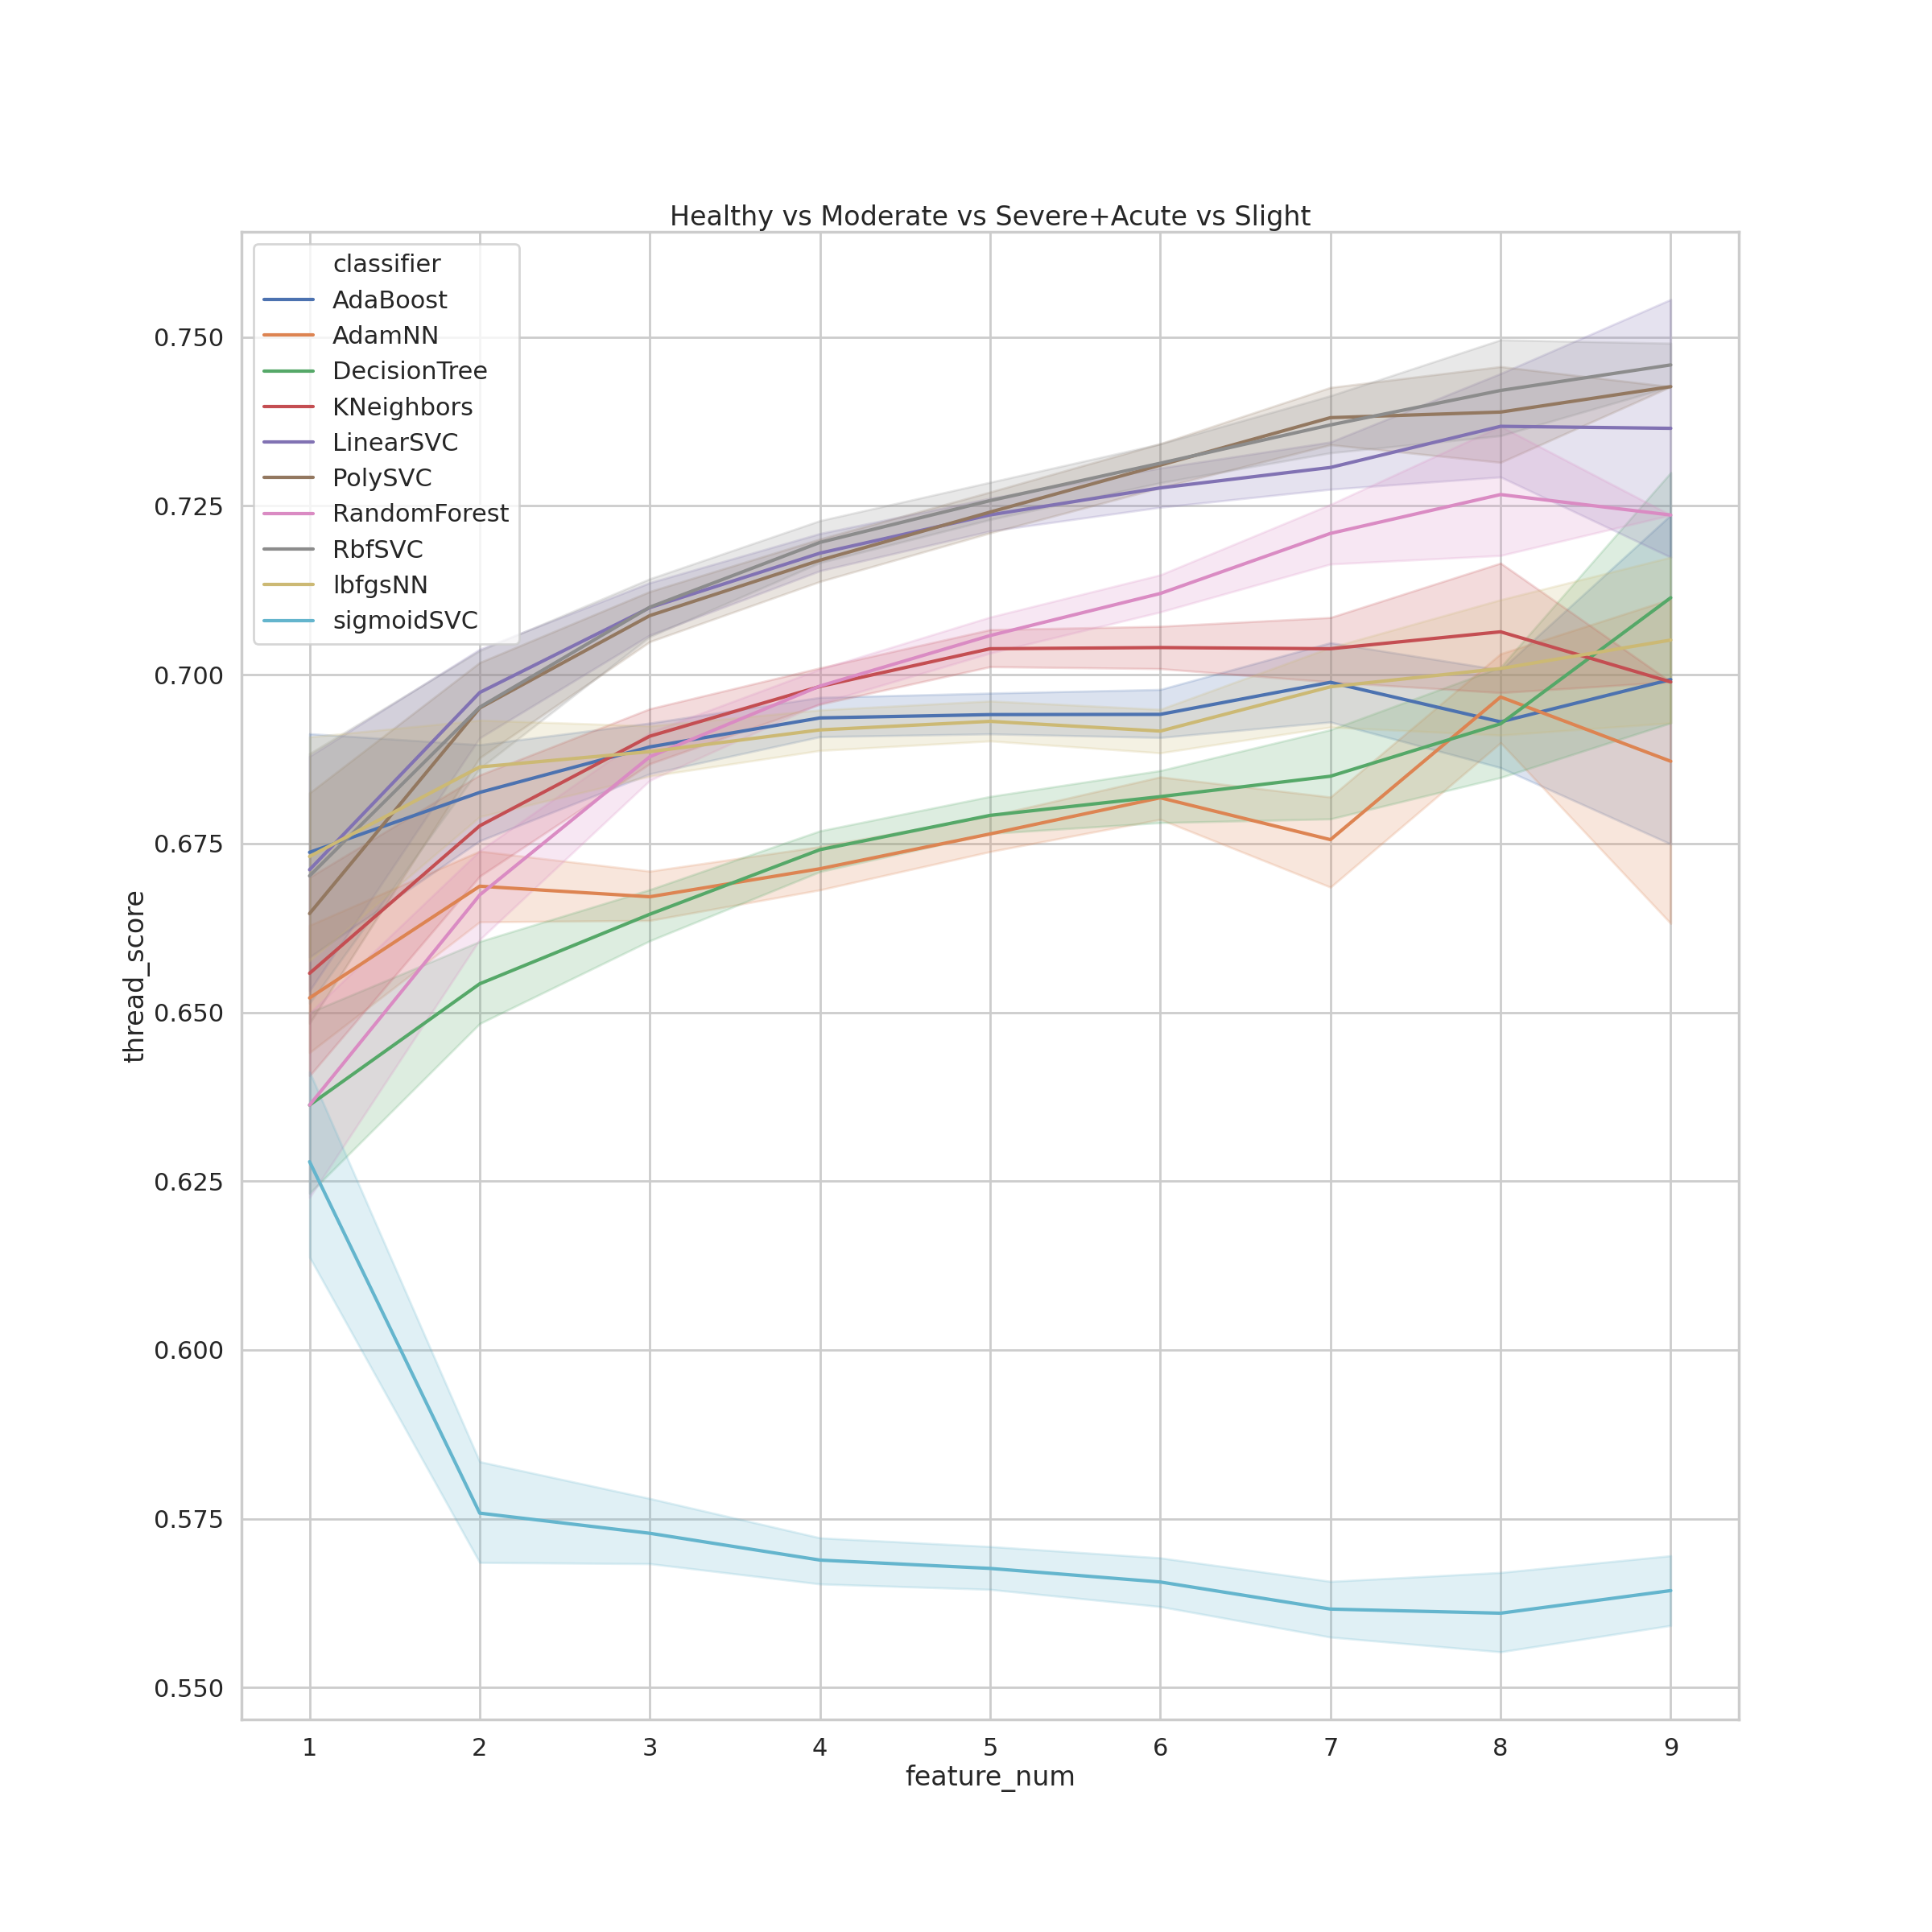 Healthy vs Moderate vs Severe+Acute vs Slight
classifier
AdaBoost
AdamNN
DecisionTree
KNeighbors
LinearSVC
PolySVC
RandomForest
RbfSVC
lbfgsNN
sigmoidSVC
thread_score
0.750
0.725
0.700
0.675
0.650
0.625
0.600
0.575
0.550
1 2 3 4 5 6 7 8 9
feature_num